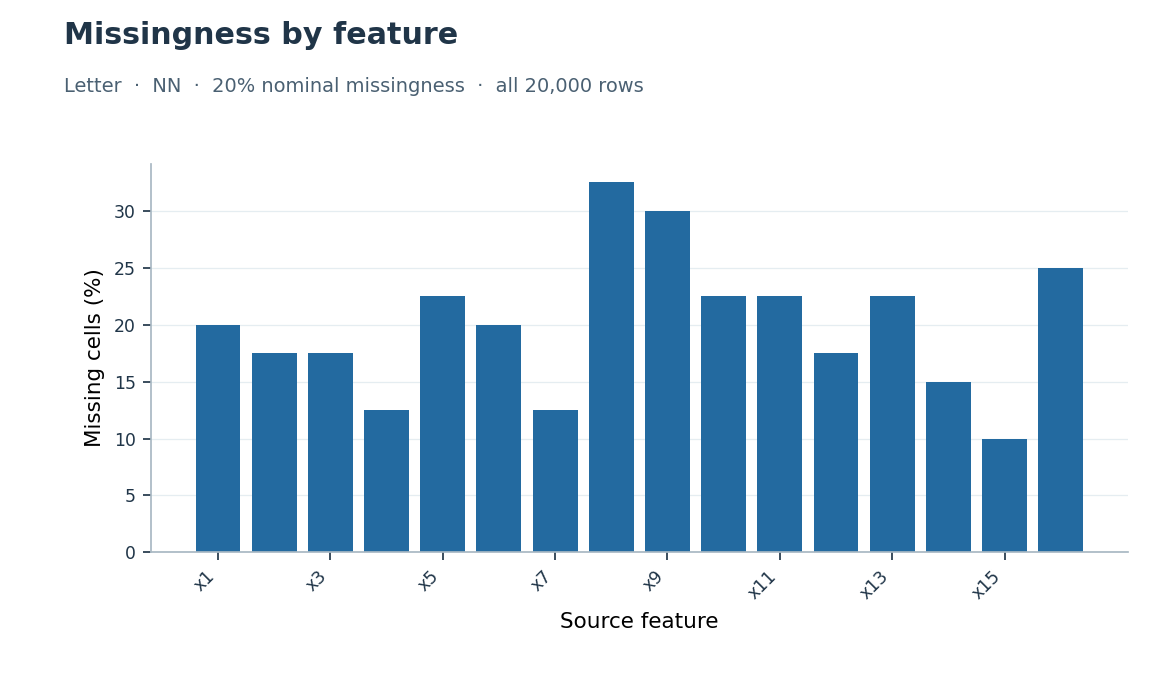 Missingness by feature
Letter · NN · 20% nominal missingness · all 20,000 rows
Missing cells (%)
30
25
20
15
10
5
0
x1 x3 x5 x7 x9 x11 x13 x15
Source feature